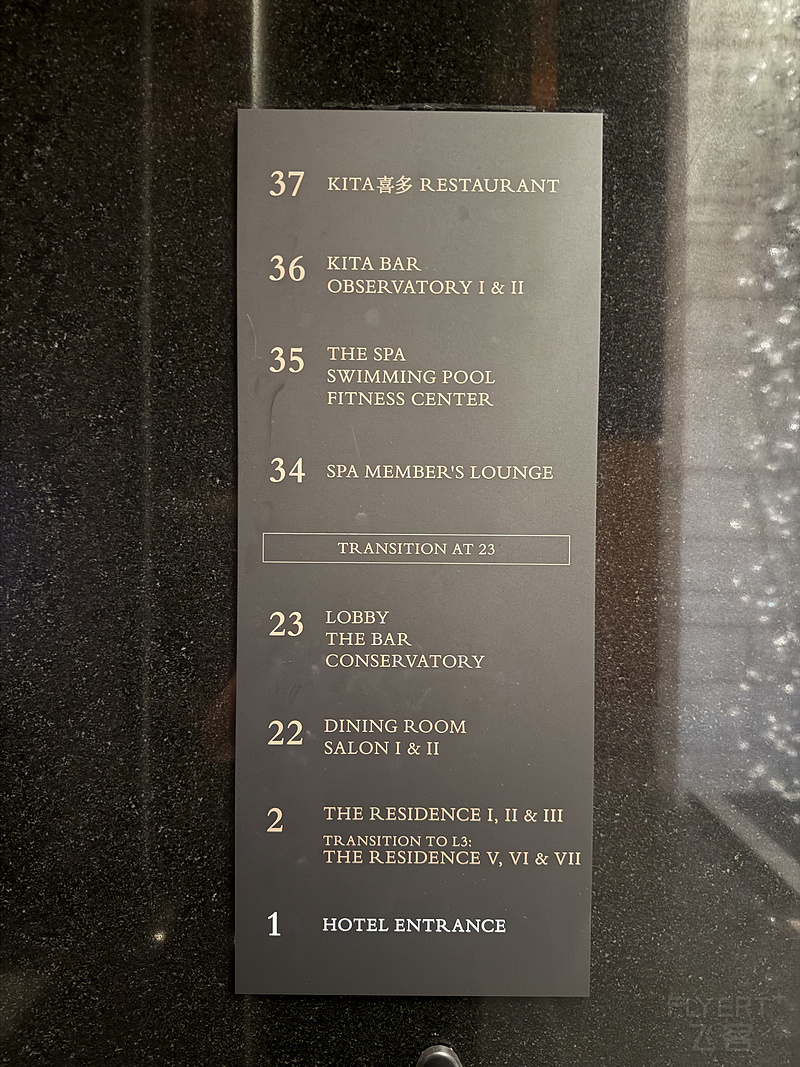 37 KITA喜多 RESTAURANT
36 KITA BAR
OBSERVATORY I & II
35 THE SPA
SWIMMING POOL
FITNESS CENTER
34 SPA MEMBER'S LOUNGE
TRANSITION AT 23
23 LOBBY
THE BAR
CONSERVATORY
22 DINING ROOM
SALON I & II
2 THE RESIDENCE I, II & III
TRANSITION TO L3:
THE RESIDENCE V, VI & VII
1 HOTEL ENTRANCE
FLYERT
飞客